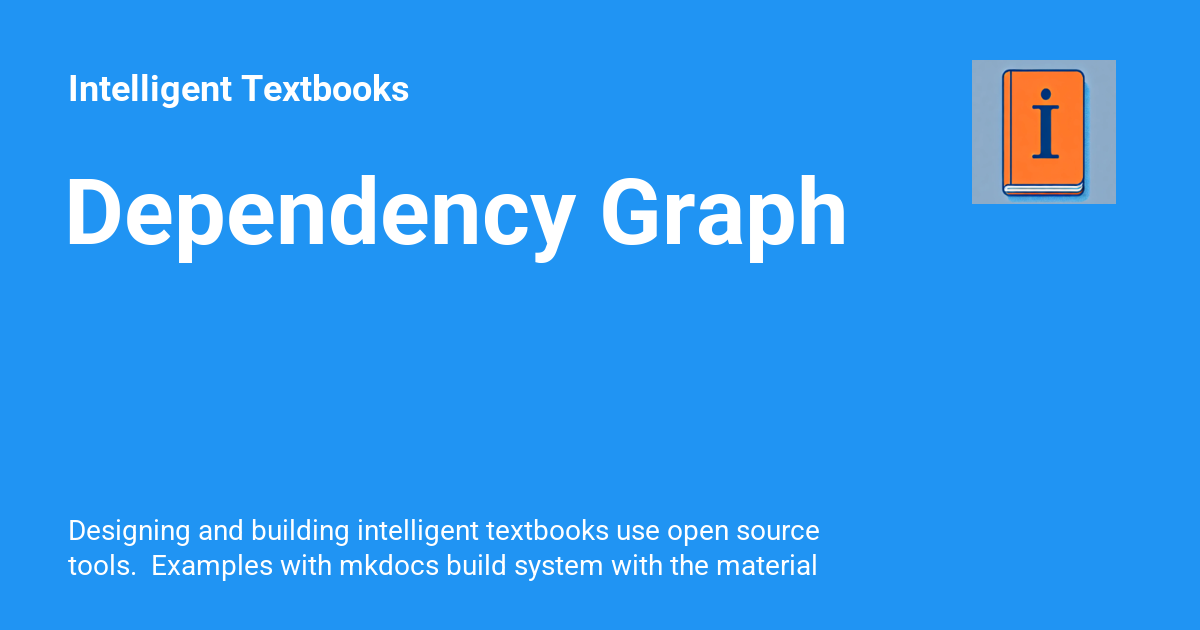 Intelligent Textbooks
i
Dependency Graph
Designing and building intelligent textbooks use open source
tools.  Examples with mkdocs build system with the material